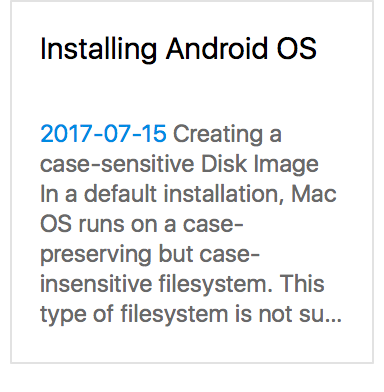 Installing Android OS
2017-07-15 Creating a
case-sensitive Disk Image
In a default installation, Mac
OS runs on a case-
preserving but case-
insensitive filesystem. This
type of filesystem is not su...